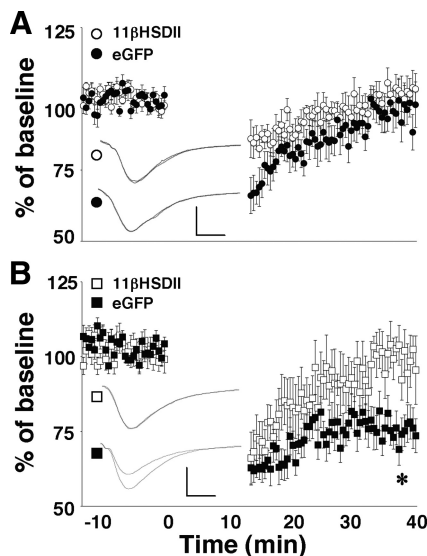 A
125
○ 11βHSDII
● eGFP
100
75
50
% of baseline
B
125
□ 11βHSDII
■ eGFP
100
75
50
% of baseline
*
-10 0 10 20 30 40
Time (min)